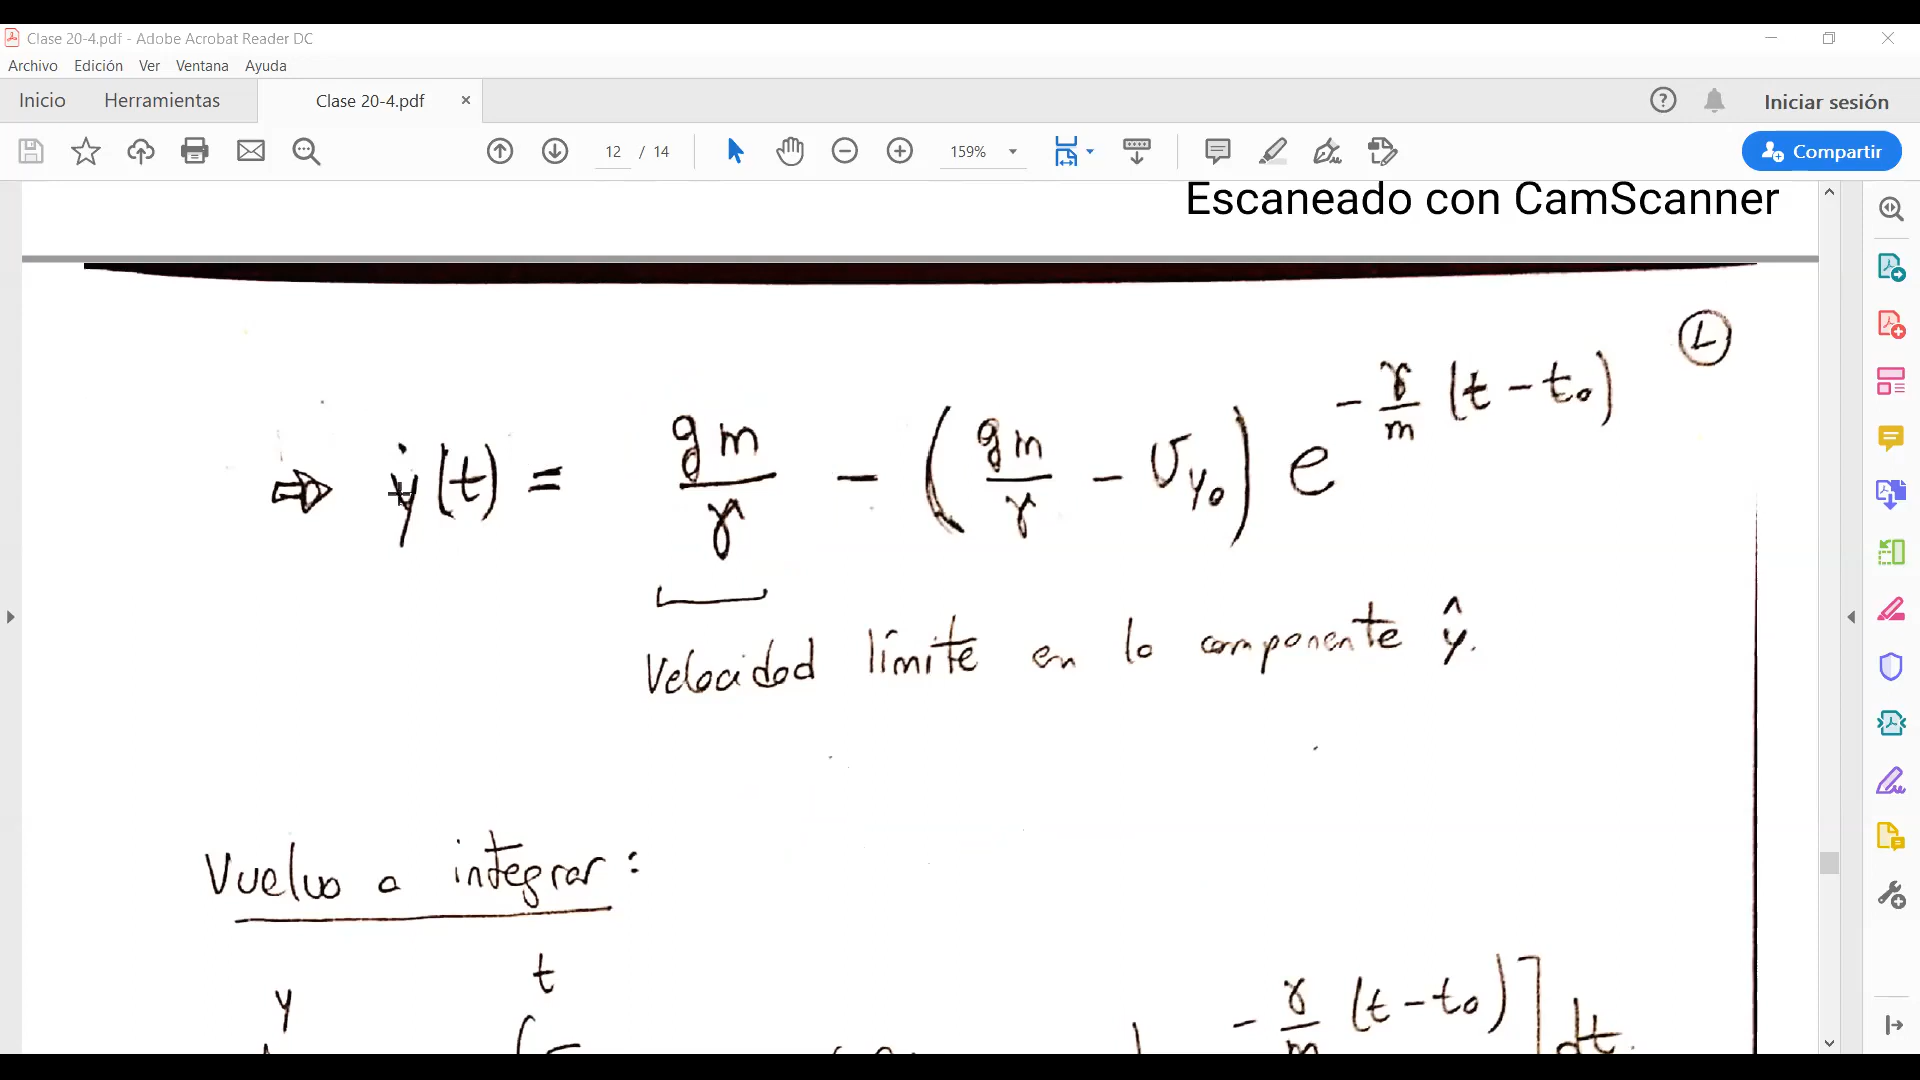 Clase 20-4.pdf - Adobe Acrobat Reader DC
Archivo Edición Ver Ventana Ayuda
Inicio Herramientas Clase 20-4.pdf × Iniciar sesión
12 / 14 159% Compartir
Escaneado con CamScanner
L
⇒ ẏ(t) = gm/γ - (gm/γ - v_y₀) e^(-γ/m (t-t₀))
Velocidad límite en la componente ŷ.
Vuelvo a integrar:
y t
- γ/m (t-t₀) ] dt